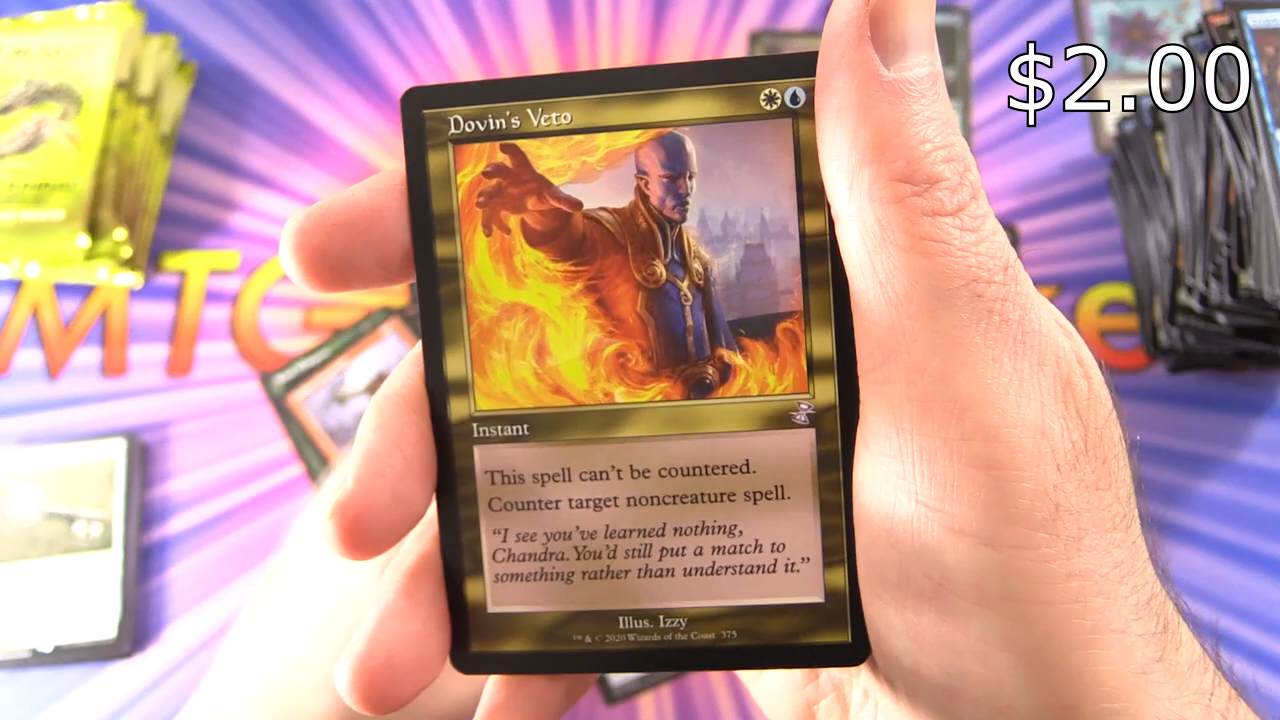 $2.00
Dovin's Veto
MTG
e
Instant
This spell can't be countered.
Counter target noncreature spell.
"I see you've learned nothing,
Chandra. You'd still put a match to
something rather than understand it."
Illus. Izzy
™ & © 2020 Wizards of the Coast 375